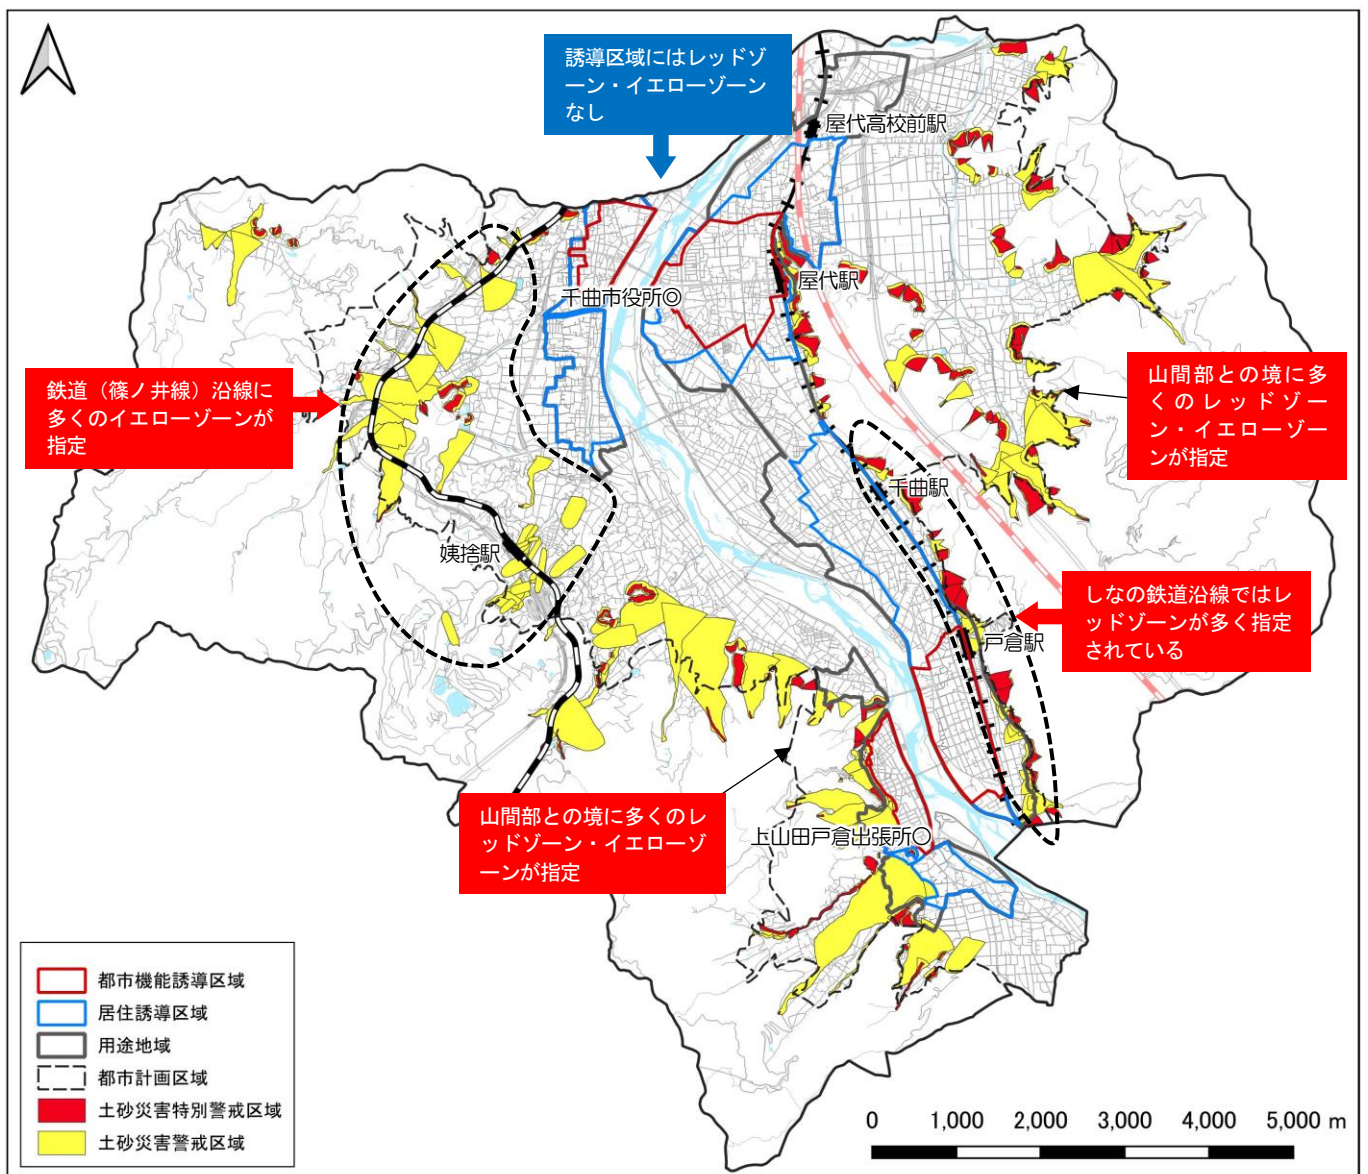 誘導区域にはレッドゾ
ーン・イエローゾーン
なし
屋代高校前駅
屋代駅
千曲市役所◎
鉄道（篠ノ井線）沿線に
多くのイエローゾーンが
指定
山間部との境に多
くのレッドゾー
ン・イエローゾー
ンが指定
千曲駅
姨捨駅
しなの鉄道沿線ではレ
ッドゾーンが多く指定
されている
戸倉駅
山間部との境に多くのレ
ッドゾーン・イエローゾ
ーンが指定
上山田戸倉出張所○
都市機能誘導区域
居住誘導区域
用途地域
都市計画区域
土砂災害特別警戒区域
土砂災害警戒区域
0 1,000 2,000 3,000 4,000 5,000 m